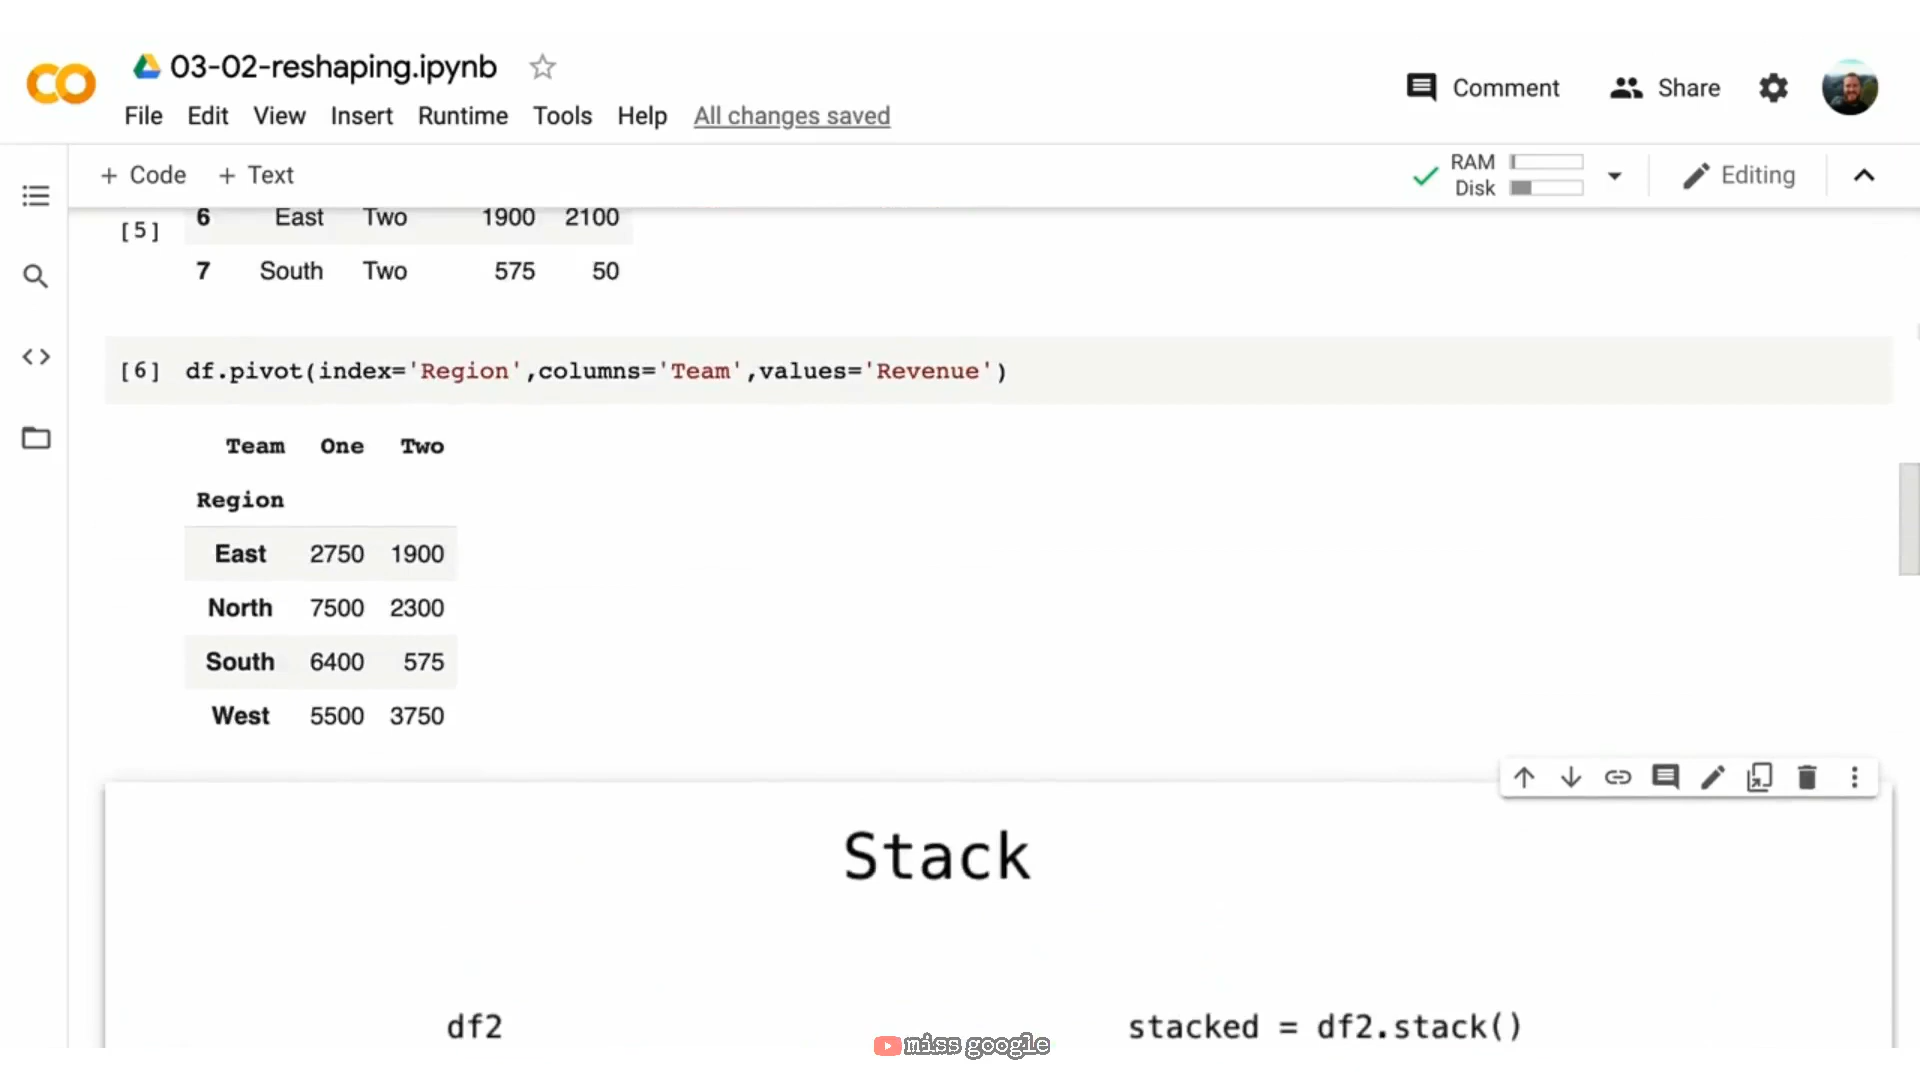 03-02-reshaping.ipynb
Comment
Share
File Edit View Insert Runtime Tools Help All changes saved
+ Code + Text
RAM
Disk
Editing
[5]
6 East Two 1900 2100
7 South Two 575 50
[6] df.pivot(index='Region',columns='Team',values='Revenue')
Team One Two
Region
East 2750 1900
North 7500 2300
South 6400 575
West 5500 3750
Stack
df2
stacked = df2.stack()
miss google